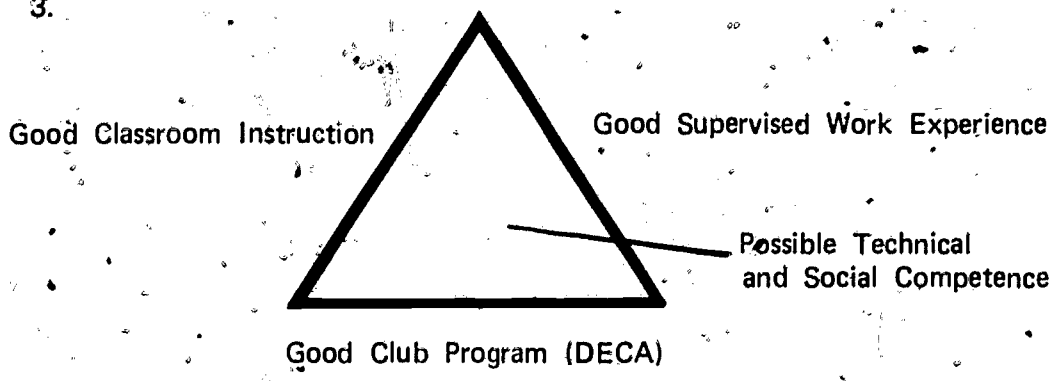 3.
Good Classroom Instruction
Good Supervised Work Experience
Possible Technical
and Social Competence
Good Club Program (DECA)